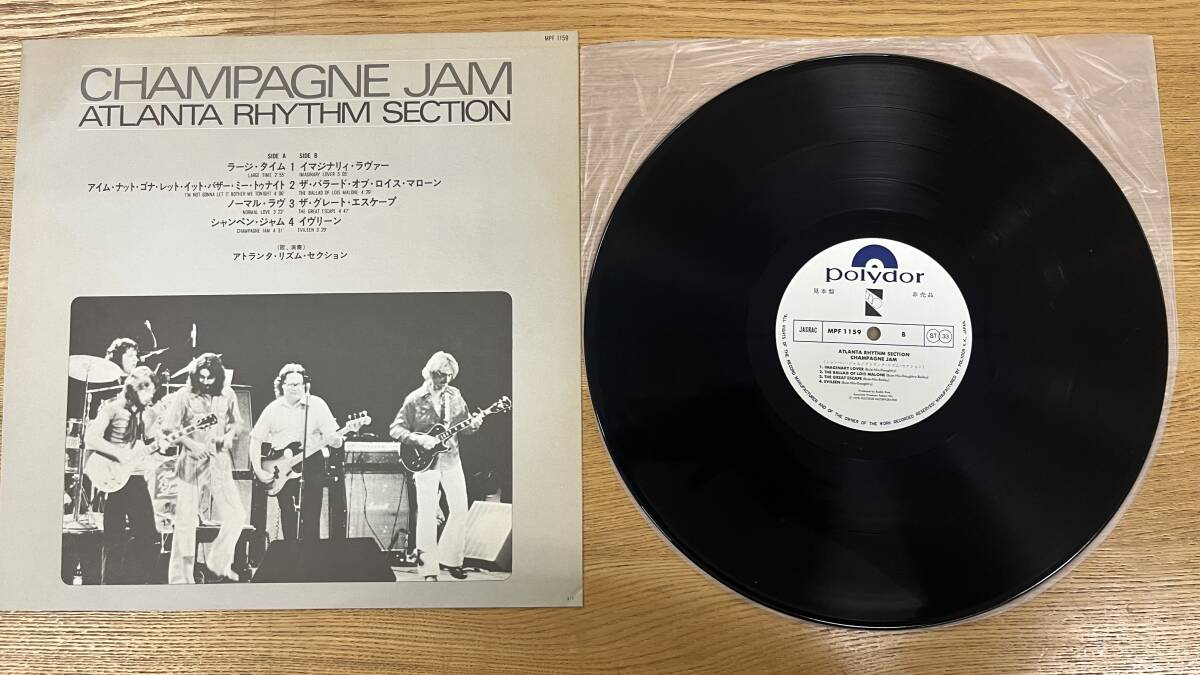 MPF 1159
CHAMPAGNE JAM
ATLANTA RHYTHM SECTION
SIDE A SIDE B
ラージ・タイム 1 イマジナリィ・ラヴァー
LARGE TIME 2'55" IMAGINARY LOVER 5'05"
アイム・ナット・ゴナ・レット・イット・バザー・ミー・トゥナイト 2 ザ・バラード・オブ・ロイス・マローン
I'M NOT GONNA LET IT BOTHER ME TONIGHT 4'06" THE BALLAD OF LOIS MALONE 4'29"
ノーマル・ラヴ 3 ザ・グレート・エスケープ
NORMAL LOVE 3'22" THE GREAT ESCAPE 4'47"
シャンペン・ジャム 4 イヴリーン
CHAMPAGNE JAM 4'31" EVILEEN 3'29"
(歌、演奏)
アトランタ・リズム・セクション
polydor
見本盤 非売品
JASRAC MPF 1159 B ST 33
ATLANTA RHYTHM SECTION
CHAMPAGNE JAM
1. IMAGINARY LOVER
2. THE BALLAD OF LOIS MALONE
3. THE GREAT ESCAPE
4. EVILEEN